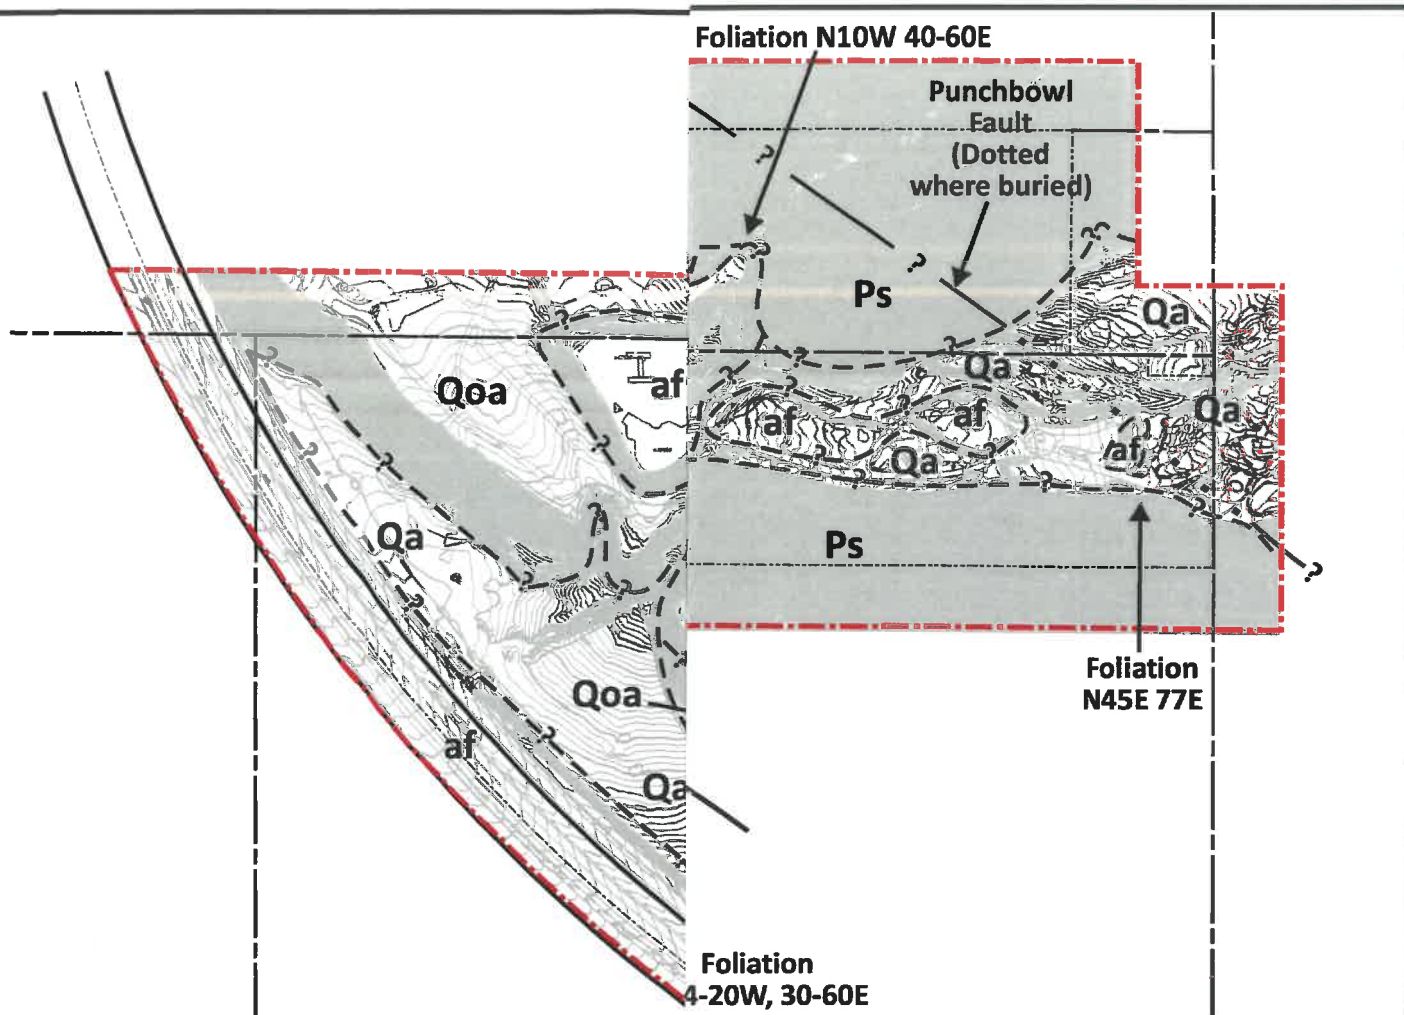 Foliation N10W 40-60E
Punchbowl
Fault
(Dotted
where buried)
?
? ?
?
?
Ps
Qa
?
?
Qoa
af
?
Qa
?
?
af
?
af
Qa
?
?
?
af
?
Qa
?
?
?
?
Qa
?
Ps
?
?
?
?
Foliation
N45E 77E
Qoa
?
af
Qa
Foliation
4-20W, 30-60E